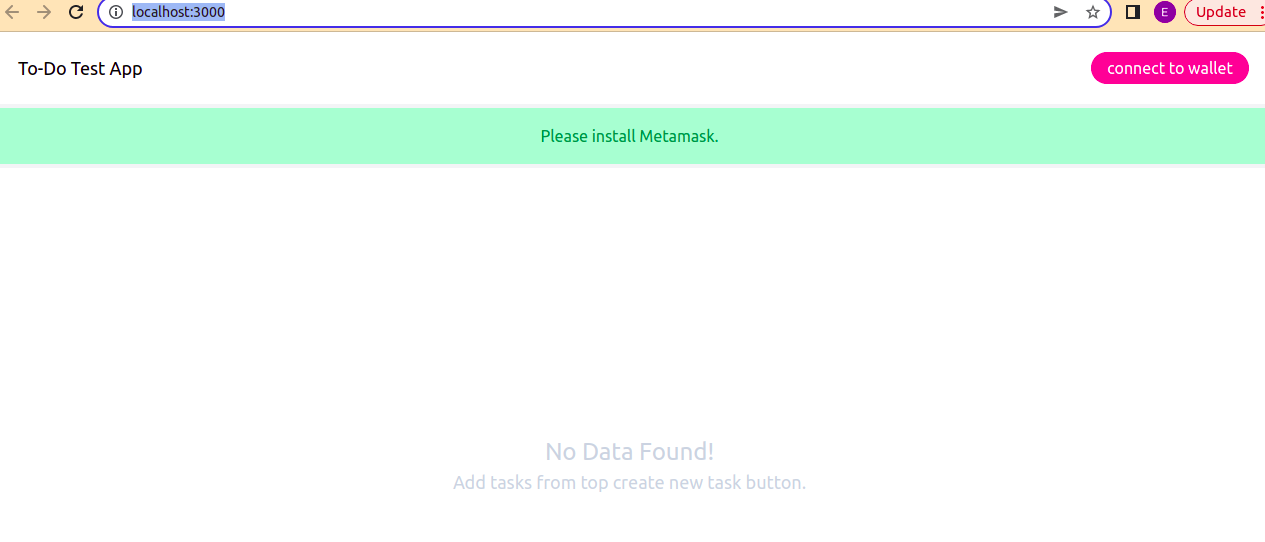 localhost:3000
E
Update
To-Do Test App
connect to wallet
Please install Metamask.
No Data Found!
Add tasks from top create new task button.